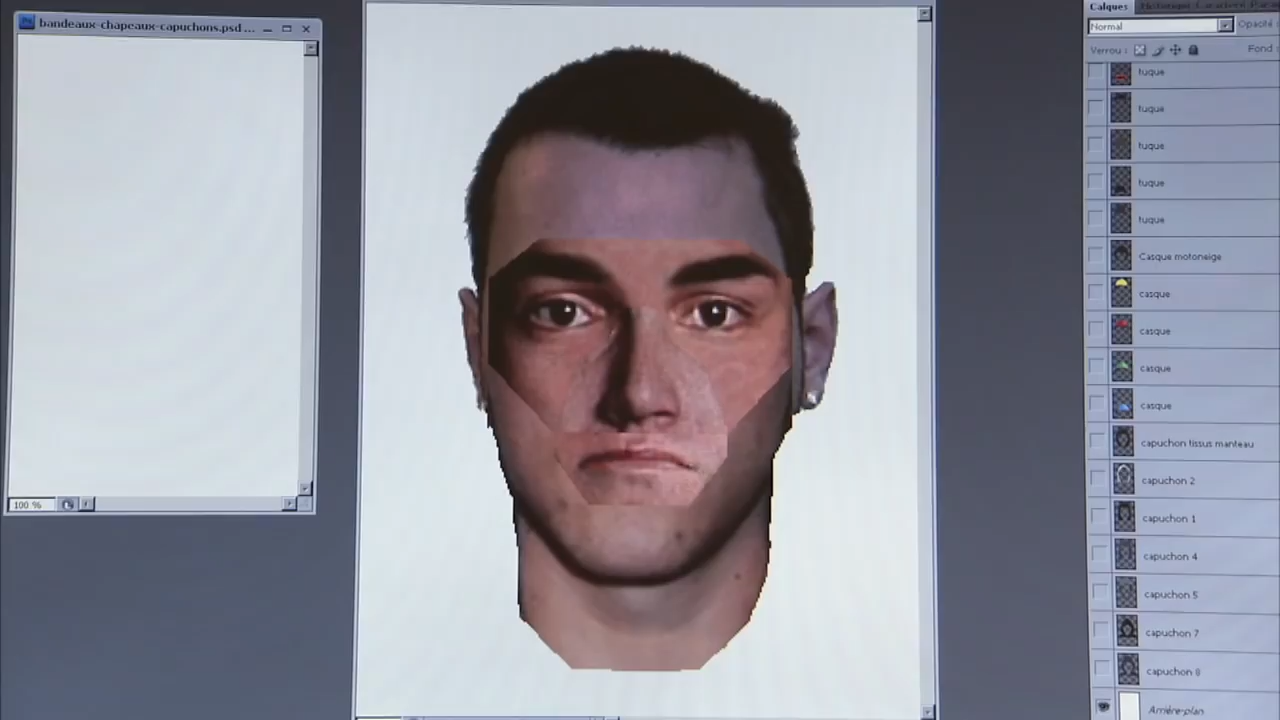 bandeaux-chapeaux-capuchons.psd ...
100 %
Calques
Normal
Opacité :
Verrou :
Fond :
tuque
tuque
tuque
tuque
tuque
Casque motoneige
casque
casque
casque
casque
capuchon tissus manteau
capuchon 2
capuchon 1
capuchon 4
capuchon 5
capuchon 7
capuchon 8
Arrière-plan